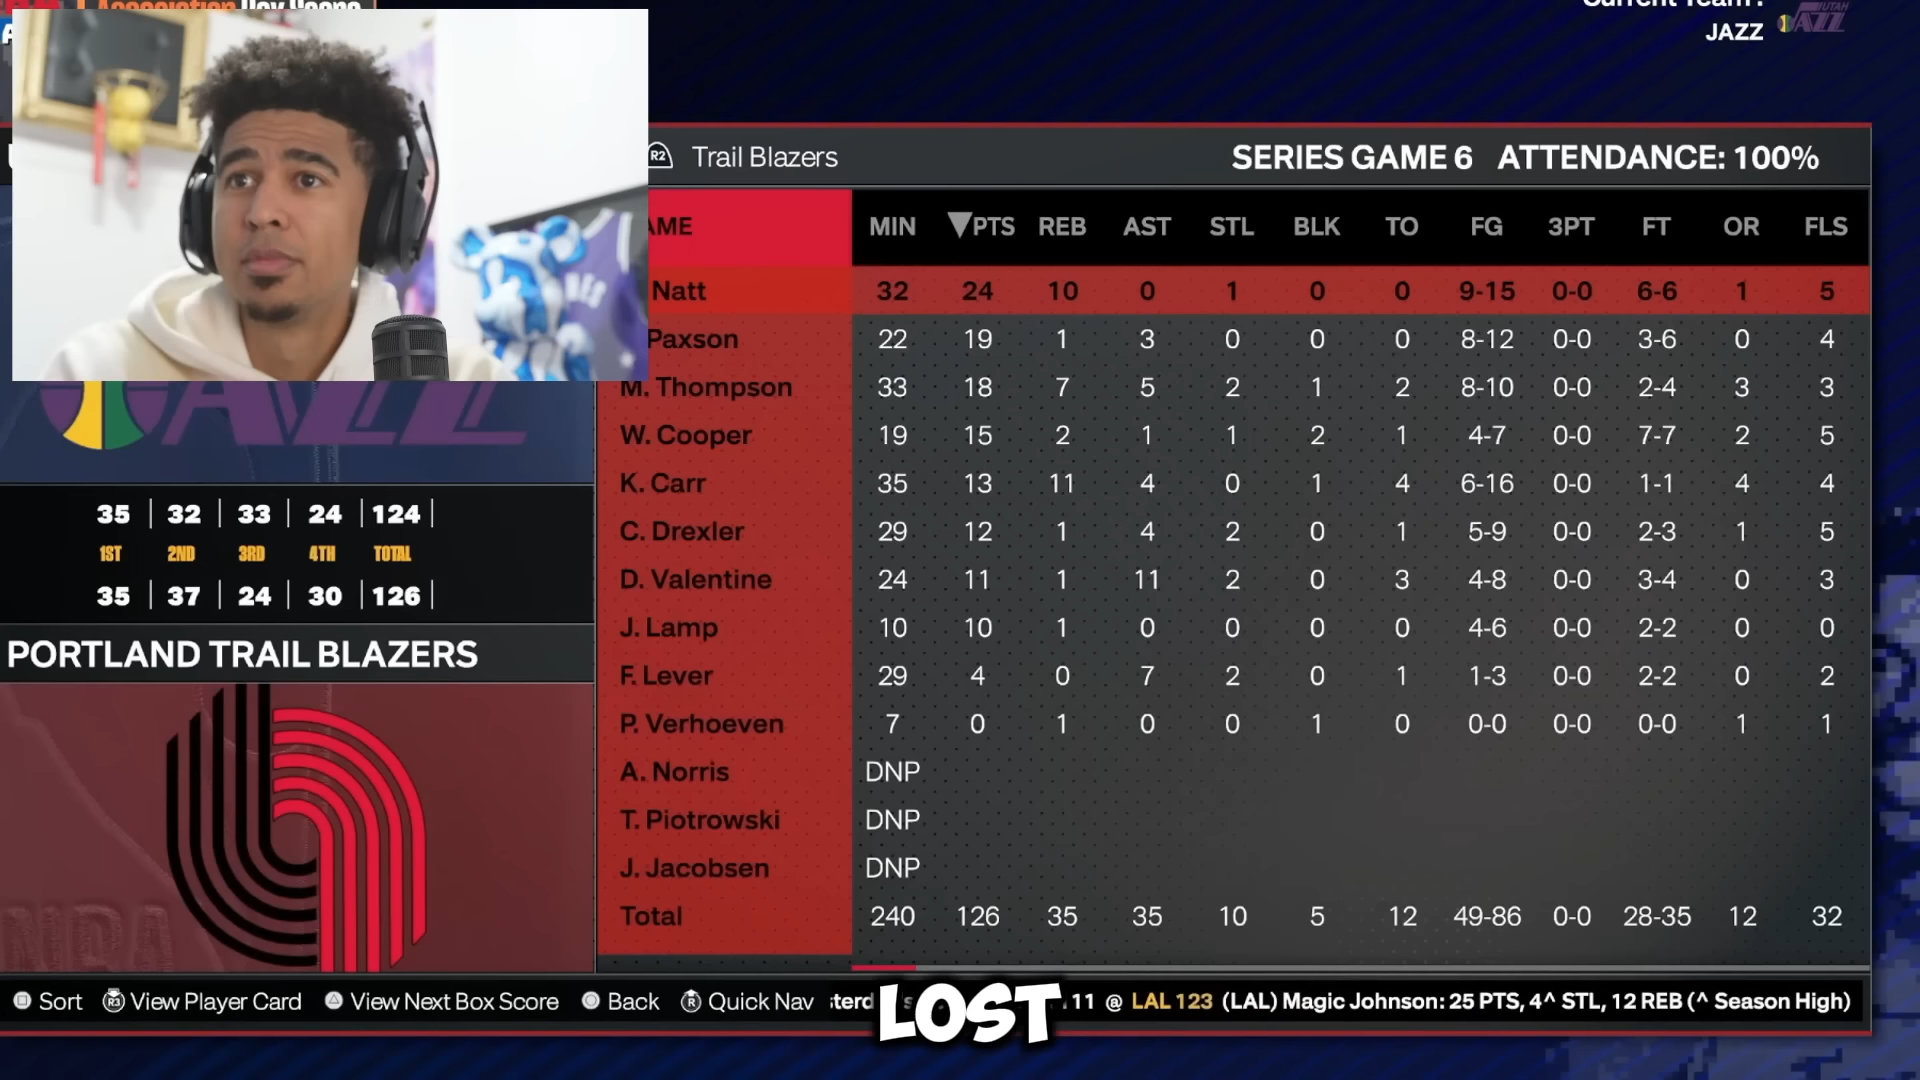 Association
JAZZ
UTAH JAZZ
R2 Trail Blazers SERIES GAME 6 ATTENDANCE: 100%
MIN PTS REB AST STL BLK TO FG 3PT FT OR FLS
Natt 32 24 10 0 1 0 0 9-15 0-0 6-6 1 5
Paxson 22 19 1 3 0 0 0 8-12 0-0 3-6 0 4
M. Thompson 33 18 7 5 2 1 2 8-10 0-0 2-4 3 3
W. Cooper 19 15 2 1 1 2 1 4-7 0-0 7-7 2 5
K. Carr 35 13 11 4 0 1 4 6-16 0-0 1-1 4 4
C. Drexler 29 12 1 4 2 0 1 5-9 0-0 2-3 1 5
D. Valentine 24 11 1 11 2 0 3 4-8 0-0 3-4 0 3
J. Lamp 10 10 1 0 0 0 0 4-6 0-0 2-2 0 0
F. Lever 29 4 0 7 2 0 1 1-3 0-0 2-2 0 2
P. Verhoeven 7 0 1 0 0 1 0 0-0 0-0 0-0 1 1
A. Norris DNP
T. Piotrowski DNP
J. Jacobsen DNP
Total 240 126 35 35 10 5 12 49-86 0-0 28-35 12 32
JAZZ
35 32 33 24 124
1ST 2ND 3RD 4TH TOTAL
35 37 24 30 126
PORTLAND TRAIL BLAZERS
NBA
Sort R3 View Player Card View Next Box Score Back R Quick Nav 111 @ LAL 123 (LAL) Magic Johnson: 25 PTS, 4^ STL, 12 REB (^ Season High)
LOST